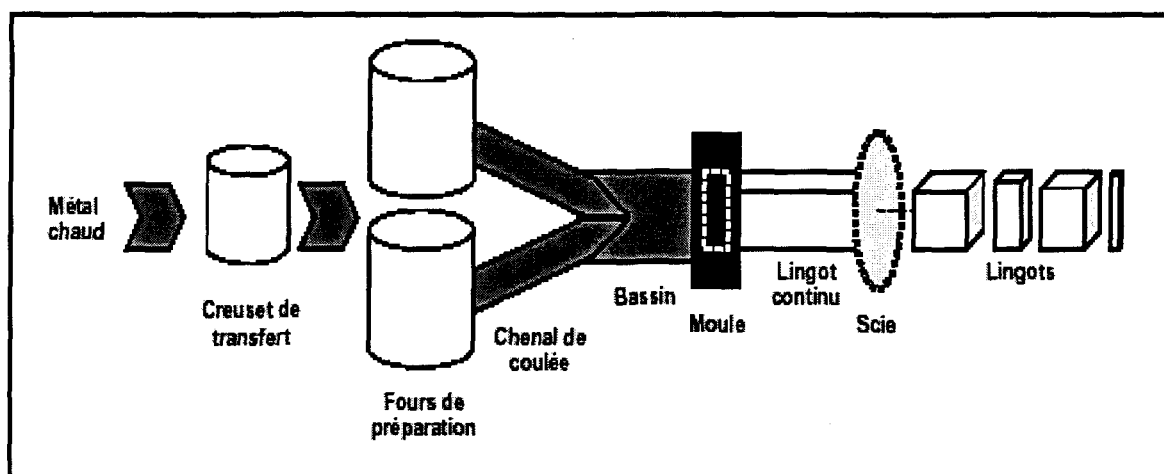 Métal
chaud
Creuset de
transfert
Fours de
préparation
Chenal de
coulée
Bassin
Moule
Lingot
continu
Scie
Lingots